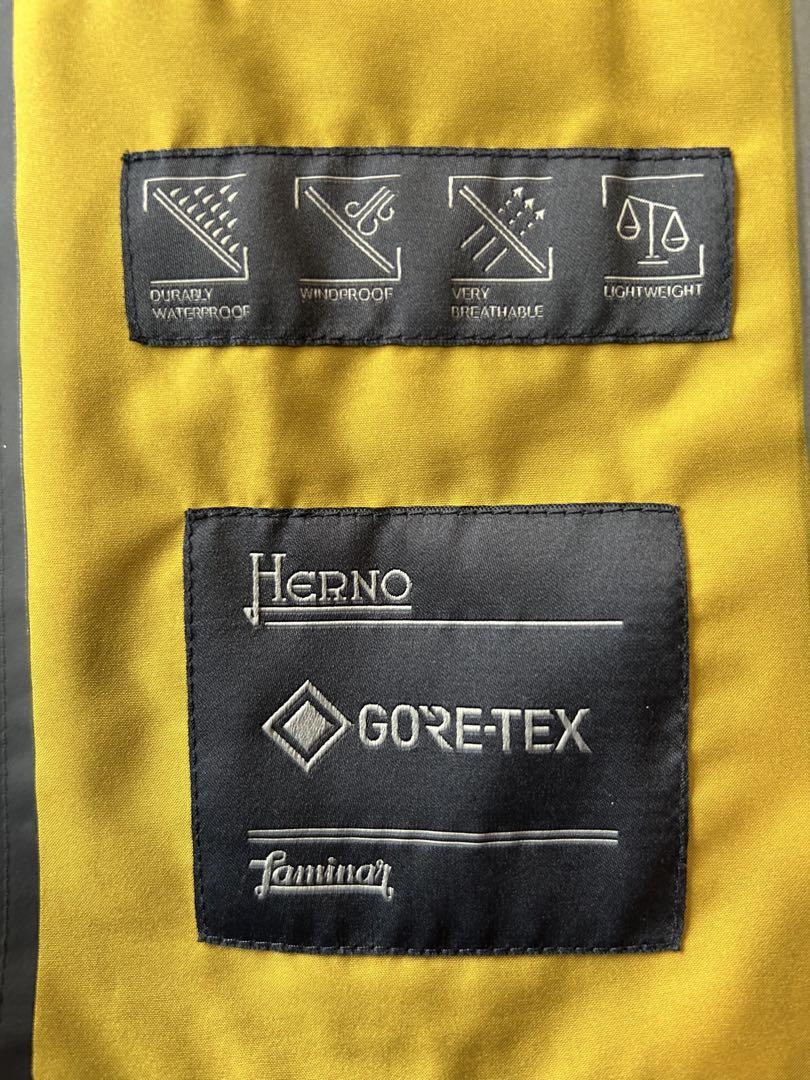 DURABLY
WATERPROOF
WINDPROOF
VERY
BREATHABLE
LIGHTWEIGHT
HERNO
GORE-TEX
Laminar